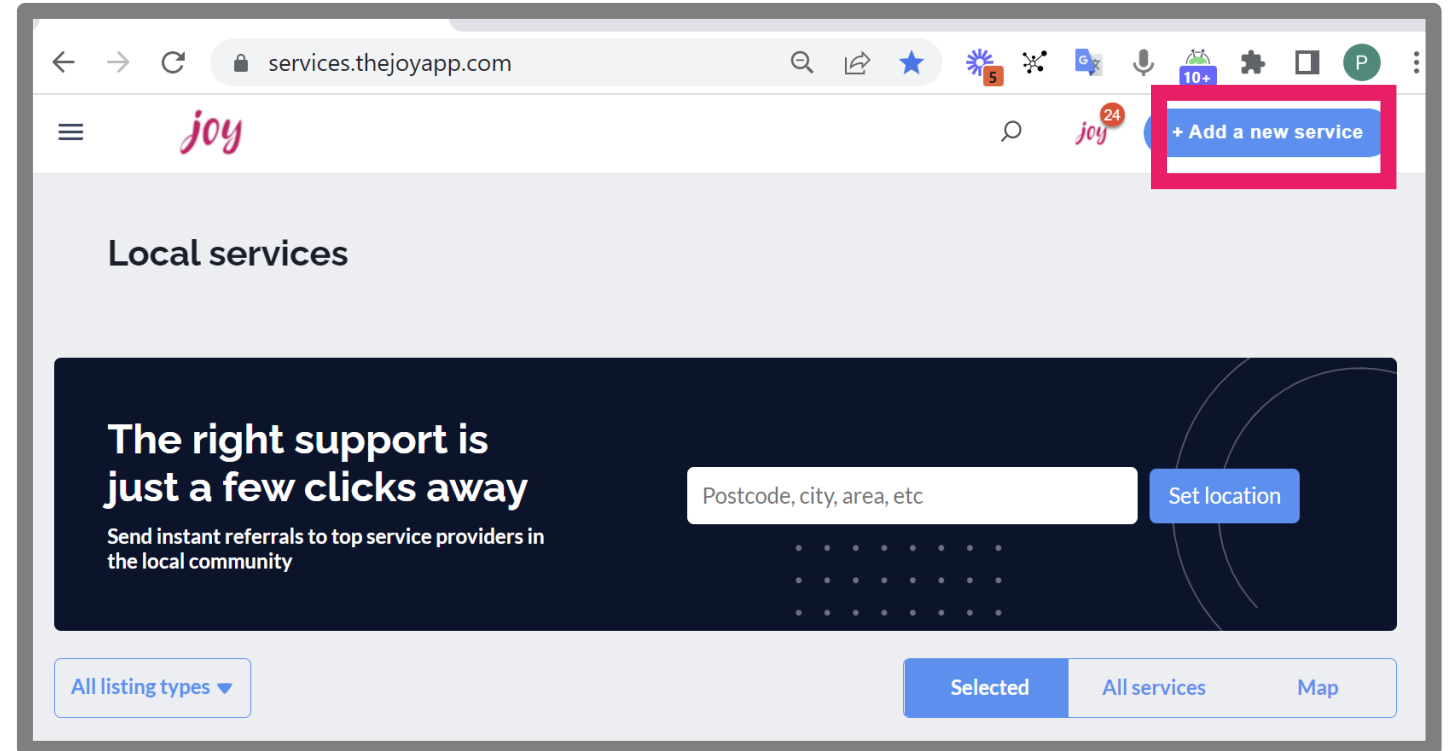 services.thejoyapp.com
5
10+
P
joy
joy
24
+ Add a new service
Local services
The right support is
just a few clicks away
Send instant referrals to top service providers in
the local community
Postcode, city, area, etc
Set location
All listing types
Selected
All services
Map